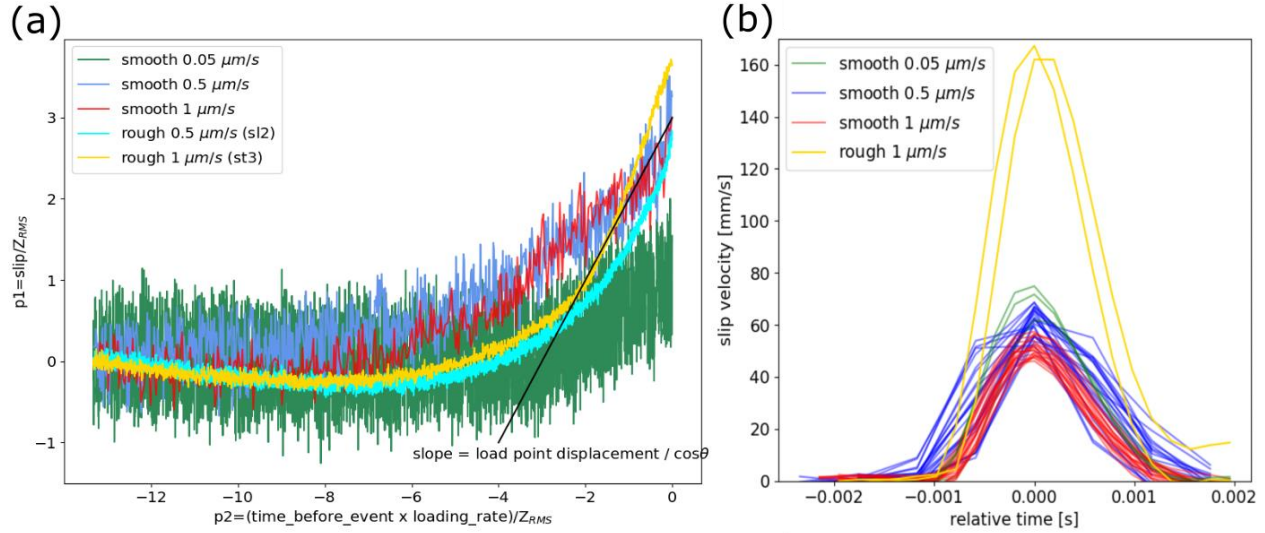 (a)
smooth 0.05 μm/s
smooth 0.5 μm/s
smooth 1 μm/s
rough 0.5 μm/s (sl2)
rough 1 μm/s (st3)
3
2
1
0
−1
p1=slip/Z_RMS
slope = load point displacement / cosθ
−12
−10
−8
−6
−4
−2
0
p2=(time_before_event x loading_rate)/Z_RMS
(b)
smooth 0.05 μm/s
smooth 0.5 μm/s
smooth 1 μm/s
rough 1 μm/s
160
140
120
100
80
60
40
20
0
slip velocity [mm/s]
−0.002
−0.001
0.000
0.001
0.002
relative time [s]